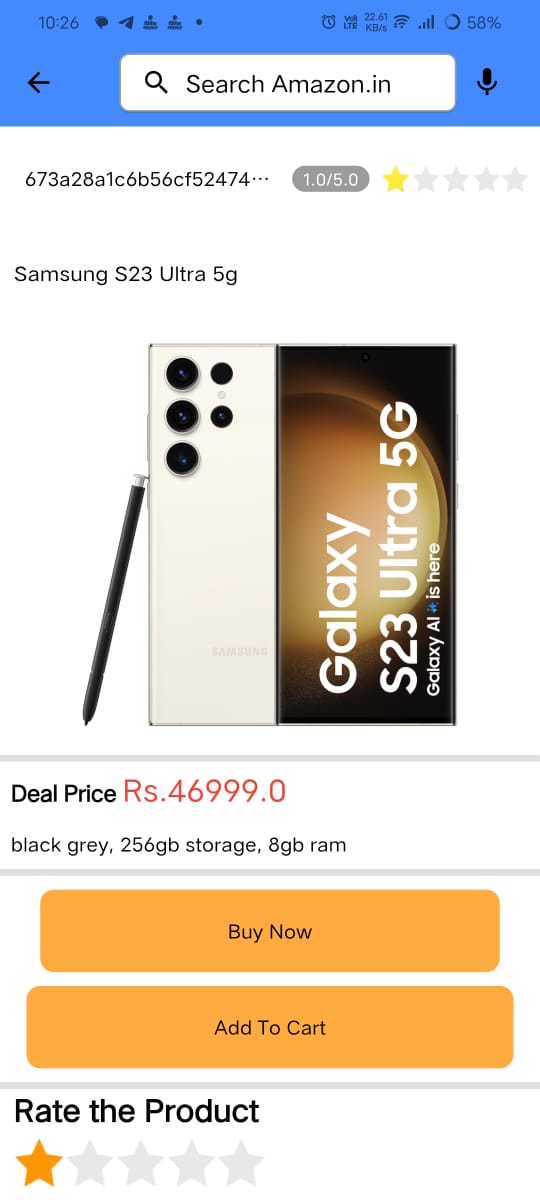 10:26
VoO LTE 22.61 KB/s 58%
Search Amazon.in
673a28a1c6b56cf52474...
1.0/5.0
Samsung S23 Ultra 5g
Galaxy
S23 Ultra 5G
Galaxy AI is here
SAMSUNG
Deal Price Rs.46999.0
black grey, 256gb storage, 8gb ram
Buy Now
Add To Cart
Rate the Product